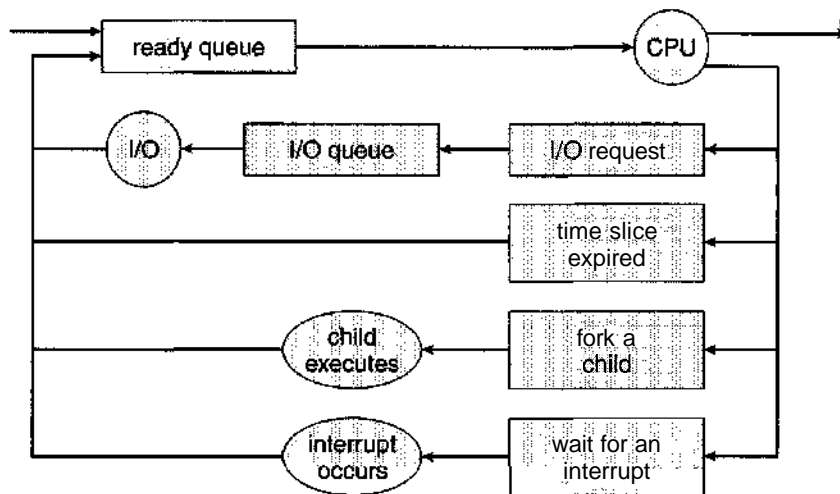 ready queue
CPU
I/O
I/O queue
I/O request
time slice
expired
child
executes
fork a
child
interrupt
occurs
wait for an
interrupt